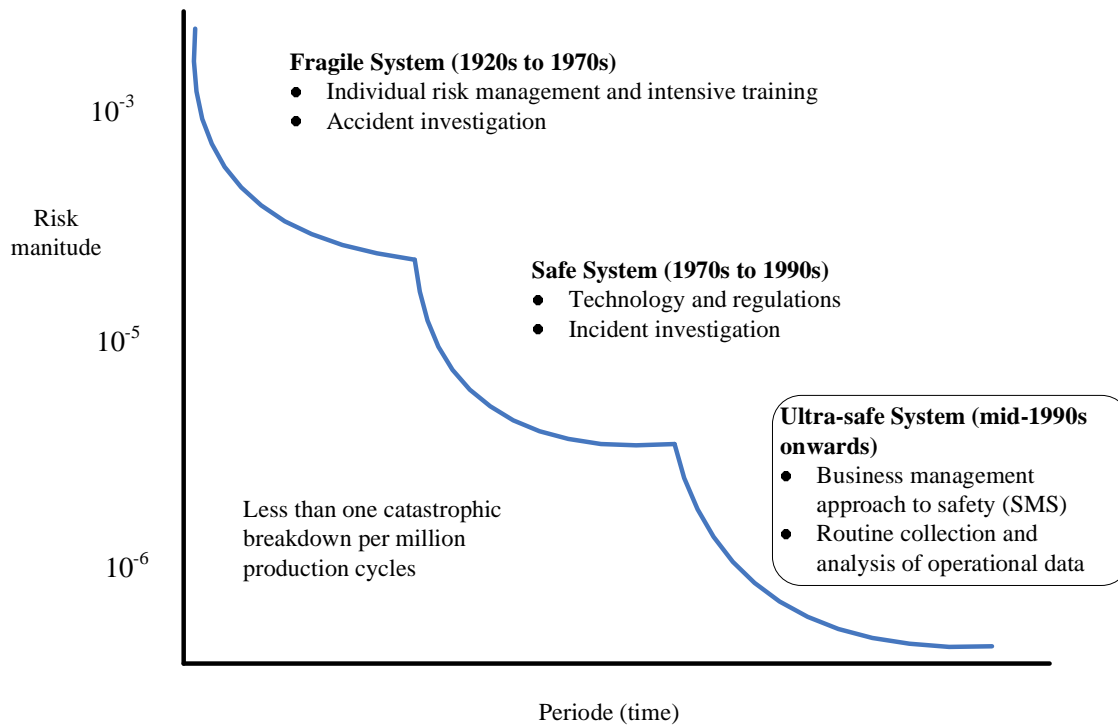 Fragile System (1920s to 1970s)
● Individual risk management and intensive training
● Accident investigation
10-3
Risk
manitude
Safe System (1970s to 1990s)
● Technology and regulations
● Incident investigation
10-5
Ultra-safe System (mid-1990s
onwards)
● Business management
approach to safety (SMS)
● Routine collection and
analysis of operational data
Less than one catastrophic
breakdown per million
production cycles
10-6
Periode (time)